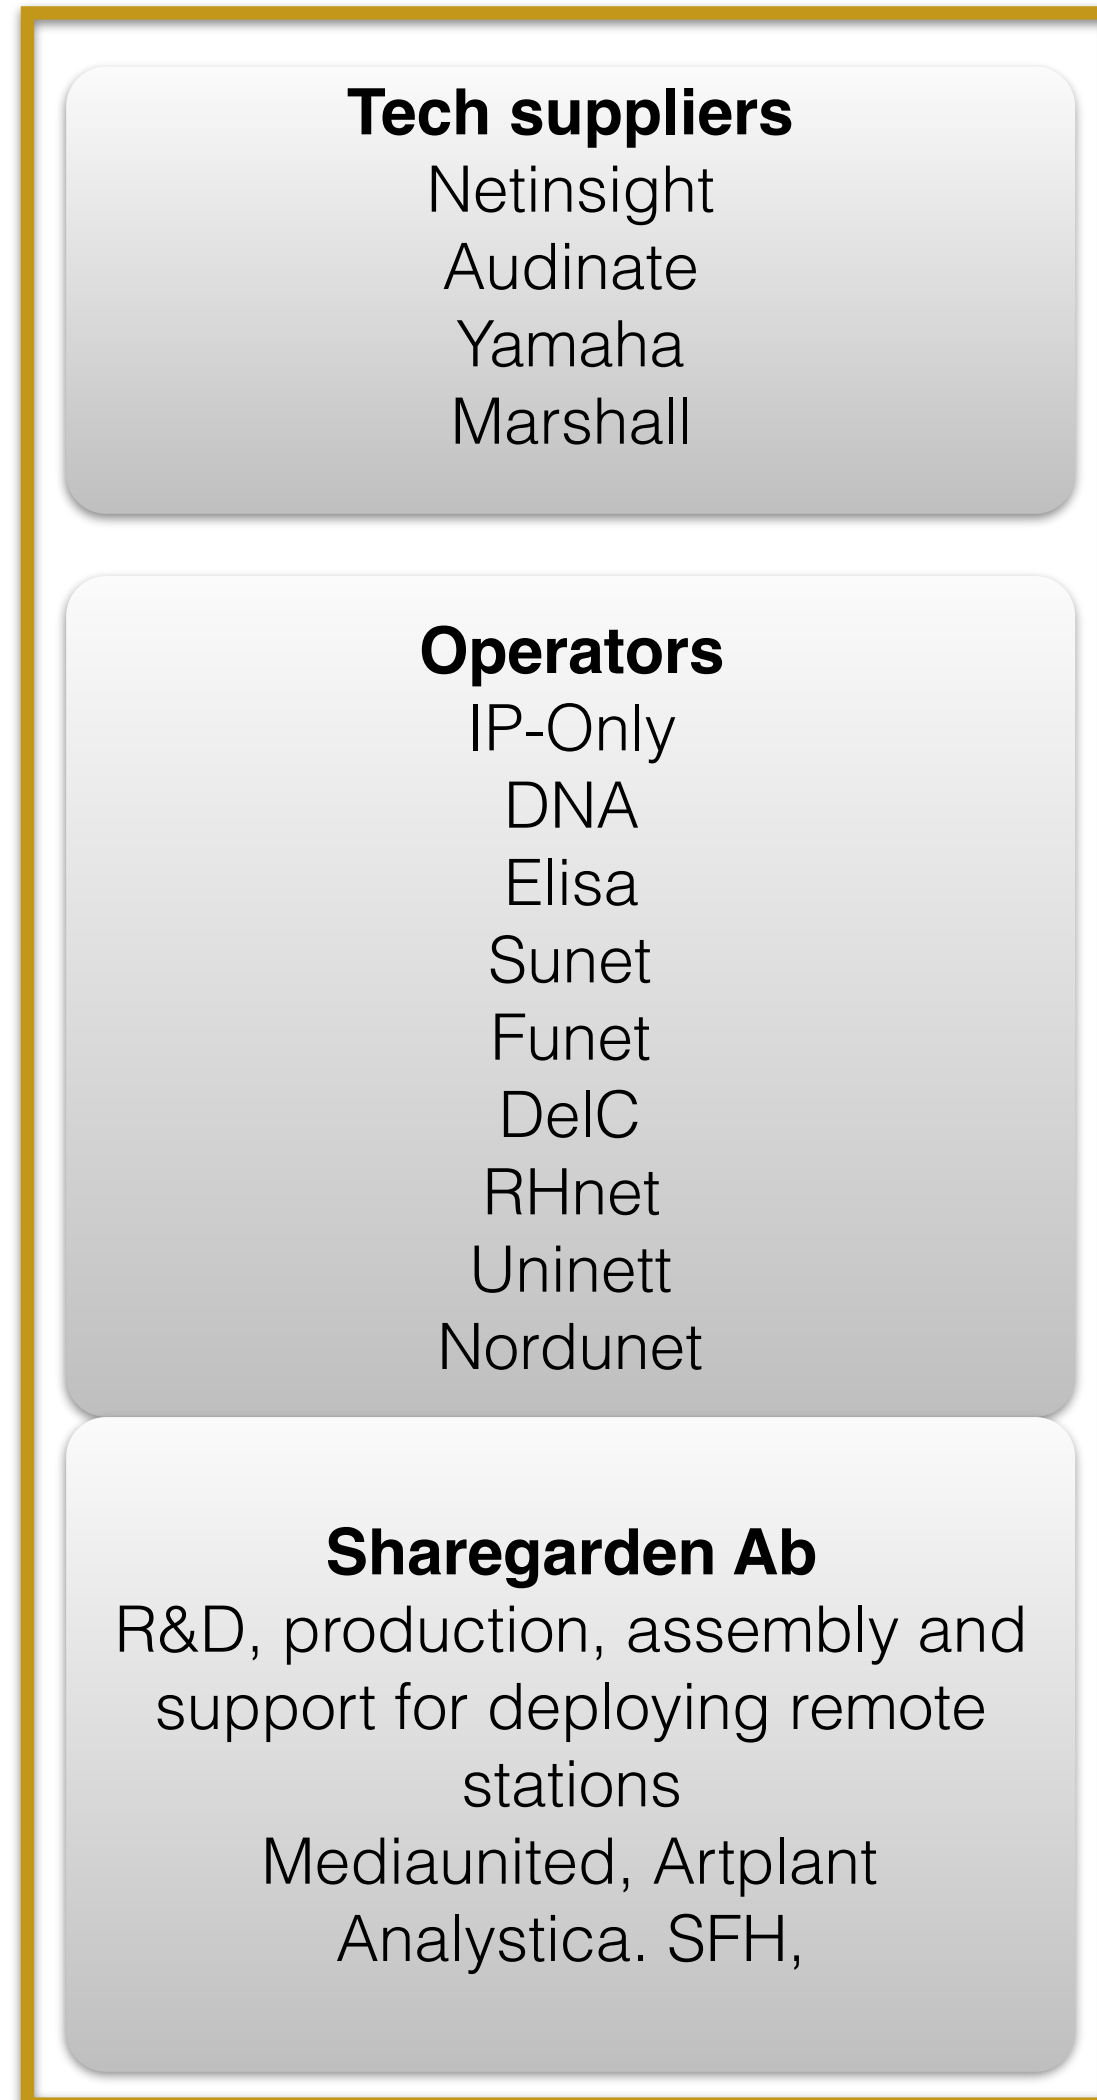 Tech suppliers
Netinsight
Audinate
Yamaha
Marshall
Operators
IP-Only
DNA
Elisa
Sunet
Funet
DeIC
RHnet
Uninett
Nordunet
Sharegarden Ab
R&D, production, assembly and
support for deploying remote
stations
Mediaunited, Artplant
Analystica. SFH,